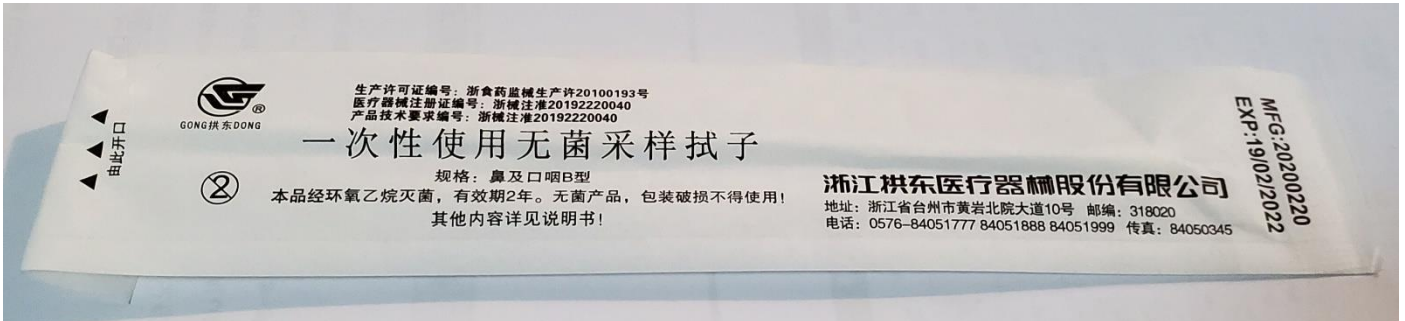 由此开口
GONG拱东DONG
®
生产许可证编号：浙食药监械生产许20100193号
医疗器械注册证编号：浙械注准20192220040
产品技术要求编号：浙械注准20192220040
一次性使用无菌采样拭子
规格：鼻及口咽B型
本品经环氧乙烷灭菌，有效期2年。无菌产品，包装破损不得使用！
其他内容详见说明书！
浙江拱东医疗器械股份有限公司
地址：浙江省台州市黄岩北院大道10号 邮编：318020
电话：0576-84051777 84051888 84051999 传真：84050345
MFG:20200220
EXP:19/02/2022